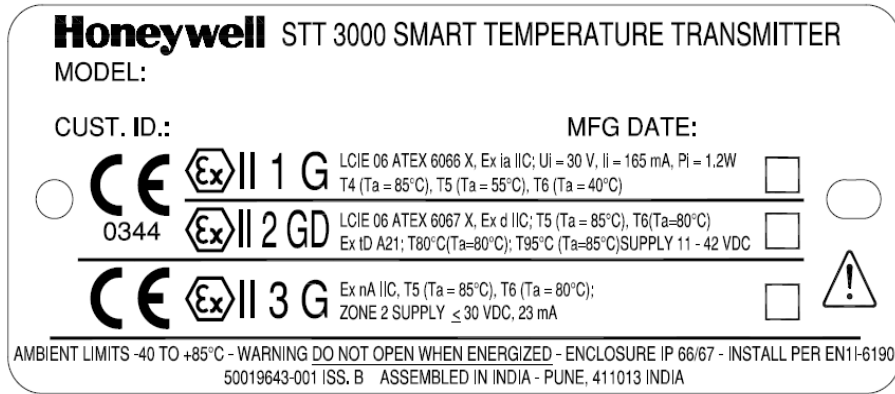 Honeywell STT 3000 SMART TEMPERATURE TRANSMITTER
MODEL:
CUST. ID.: MFG DATE:
CE 0344
Ex II 1 G LCIE 06 ATEX 6066 X, Ex ia IIC; Ui = 30 V, Ii = 165 mA, Pi = 1.2W
T4 (Ta = 85°C), T5 (Ta = 55°C), T6 (Ta = 40°C)
Ex II 2 GD LCIE 06 ATEX 6067 X, Ex d IIC; T5 (Ta = 85°C), T6(Ta=80°C)
Ex tD A21; T80°C(Ta=80°C); T95°C (Ta=85°C)SUPPLY 11 - 42 VDC
CE Ex II 3 G Ex nA IIC, T5 (Ta = 85°C), T6 (Ta = 80°C);
ZONE 2 SUPPLY ≤ 30 VDC, 23 mA
AMBIENT LIMITS -40 TO +85°C - WARNING DO NOT OPEN WHEN ENERGIZED - ENCLOSURE IP 66/67 - INSTALL PER EN1I-6190
50019643-001 ISS. B ASSEMBLED IN INDIA - PUNE, 411013 INDIA